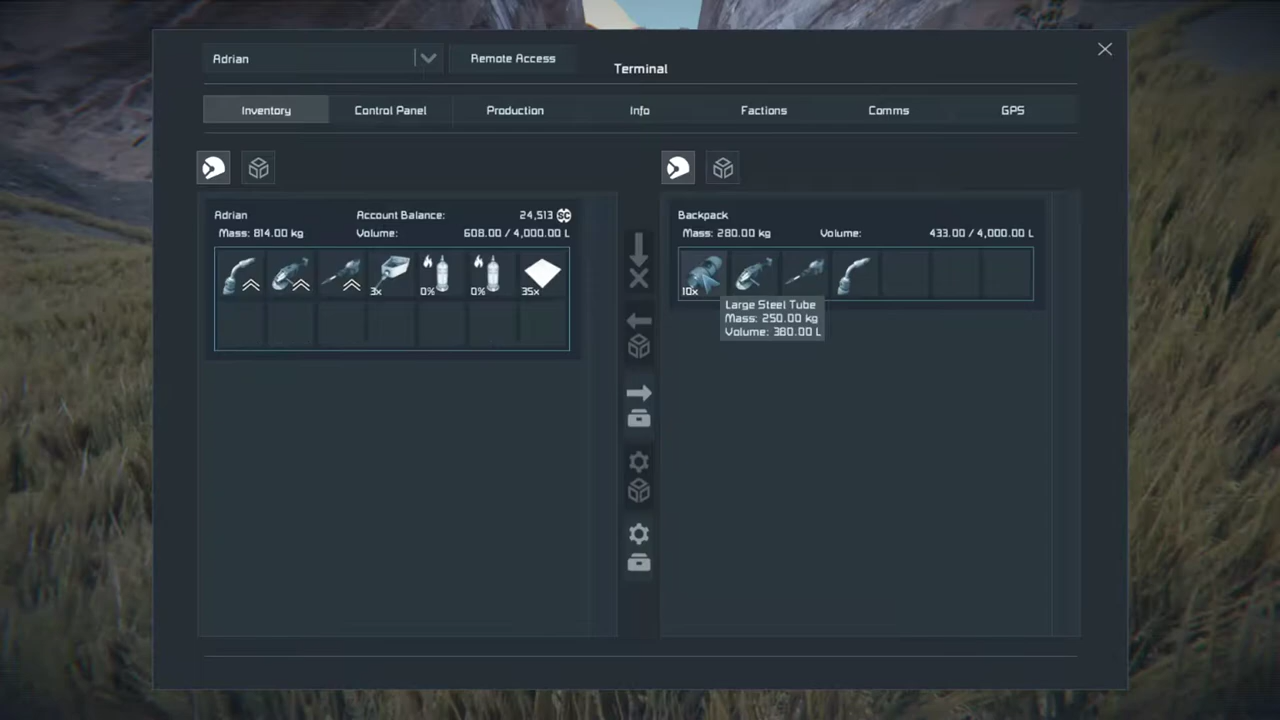 Adrian
Remote Access
Terminal
Inventory
Control Panel
Production
Info
Factions
Comms
GPS
Adrian
Account Balance:
24,513 SC
Mass: 814.00 kg
Volume:
608.00 / 4,000.00 L
3x
0%
0%
35x
Backpack
Mass: 280.00 kg
Volume:
433.00 / 4,000.00 L
10x
Large Steel Tube
Mass: 250.00 kg
Volume: 380.00 L